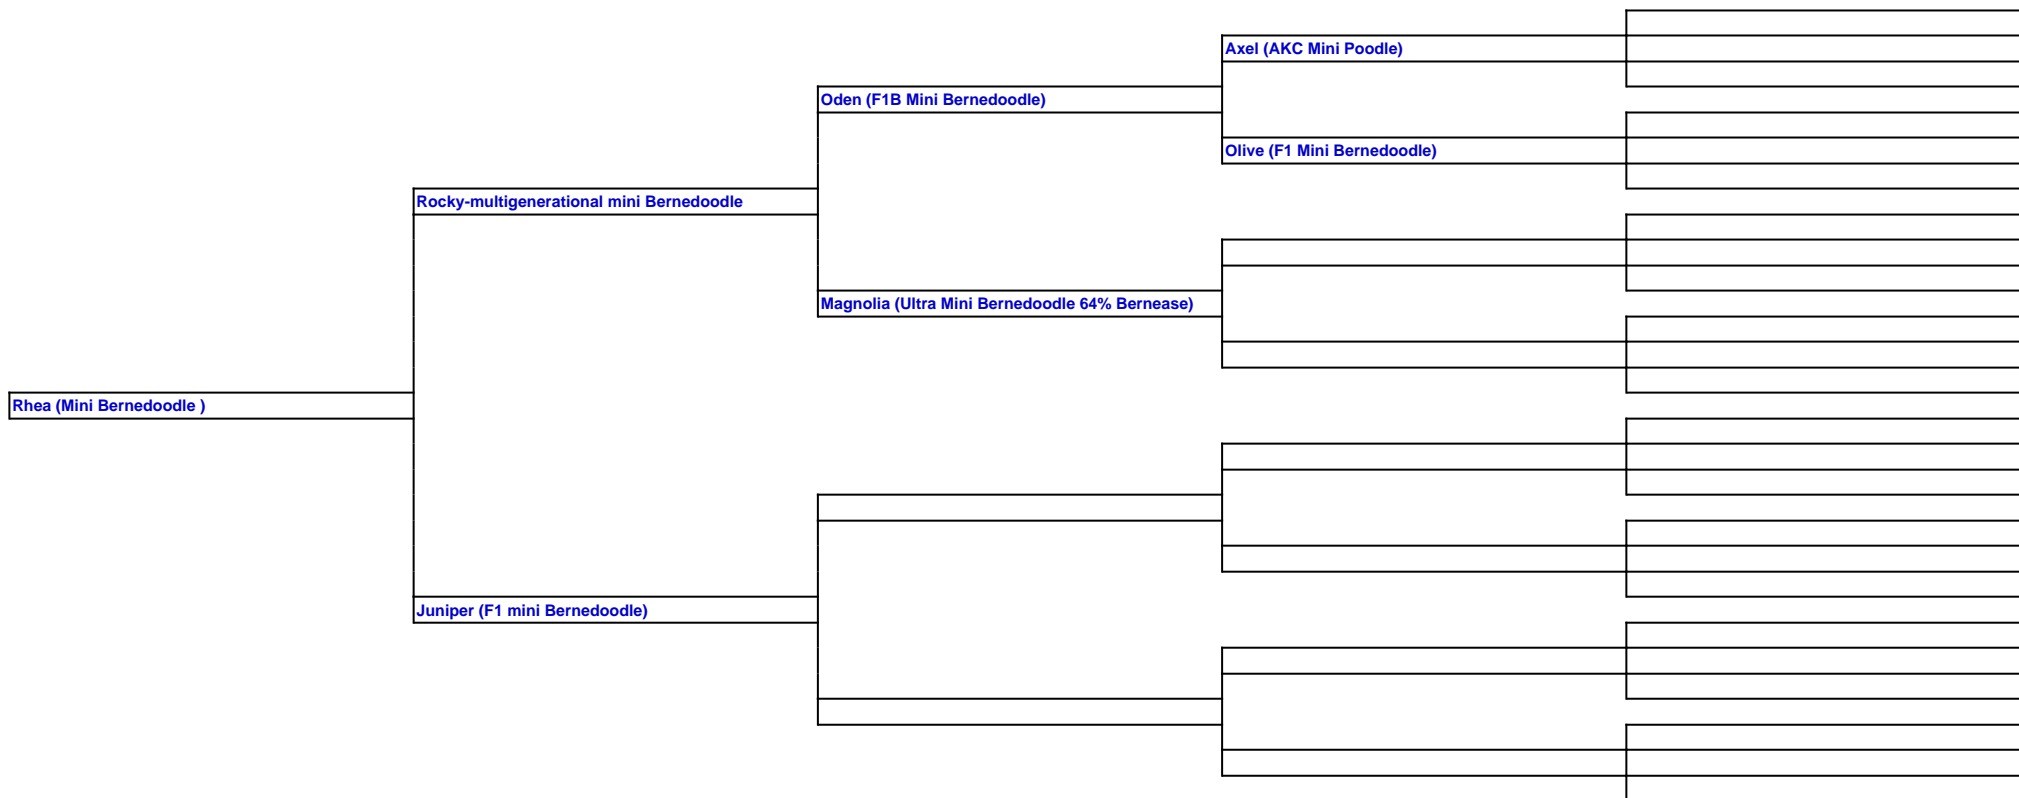 Axel (AKC Mini Poodle)
Oden (F1B Mini Bernedoodle)
Olive (F1 Mini Bernedoodle)
Rocky-multigenerational mini Bernedoodle
Magnolia (Ultra Mini Bernedoodle 64% Bernease)
Rhea (Mini Bernedoodle )
Juniper (F1 mini Bernedoodle)